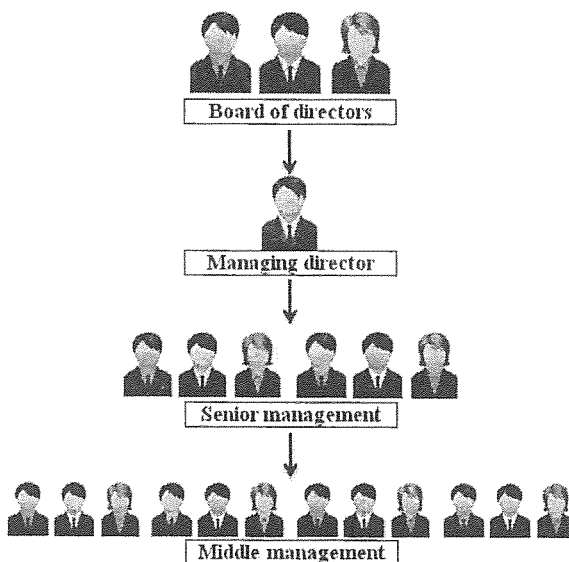 Board of directors
Managing director
Senior management
Middle management